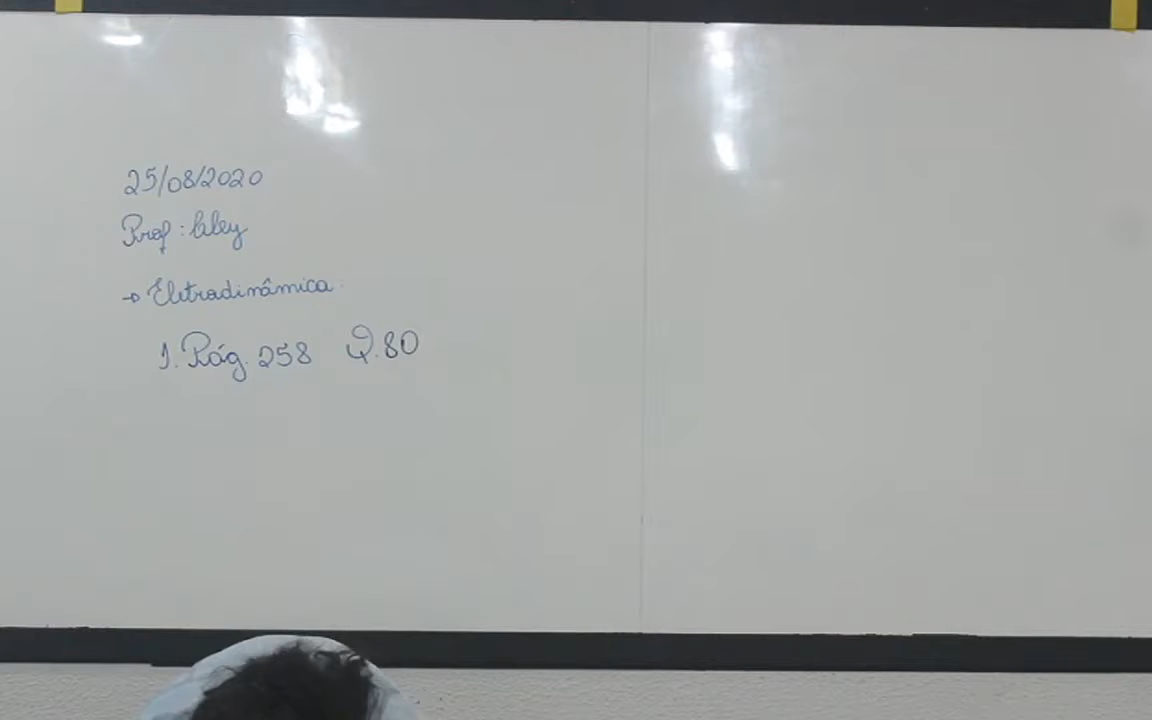 25/08/2020
Prof: Cley
→ Eletrodinâmica
1. Pág. 258 Q.80